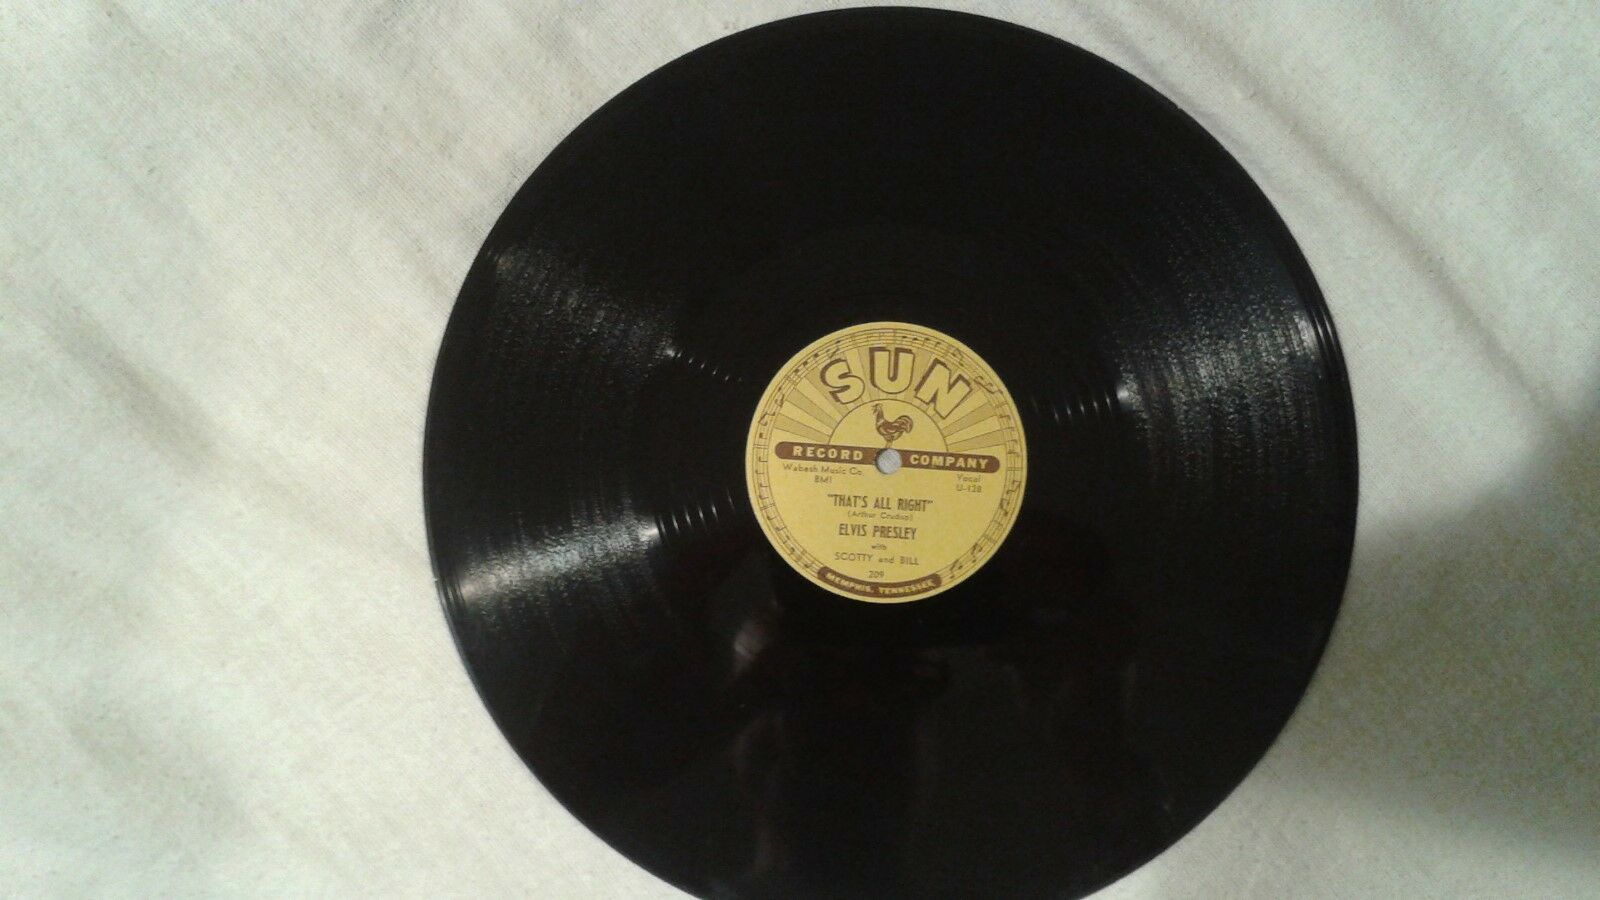 SUN
RECORD COMPANY
Wabash Music Co. Vocal
BMI U-128
"THAT'S ALL RIGHT"
(Arthur Crudup)
ELVIS PRESLEY
with
SCOTTY and BILL
209
MEMPHIS, TENNESSEE